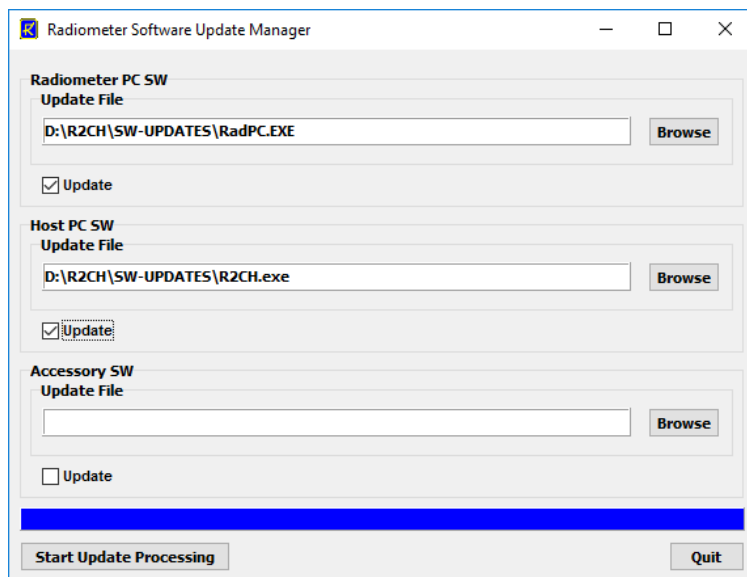 Radiometer Software Update Manager
Radiometer PC SW
Update File
D:\R2CH\SW-UPDATES\RadPC.EXE
Browse
Update
Host PC SW
Update File
D:\R2CH\SW-UPDATES\R2CH.exe
Browse
Update
Accessory SW
Update File
Browse
Update
Start Update Processing
Quit